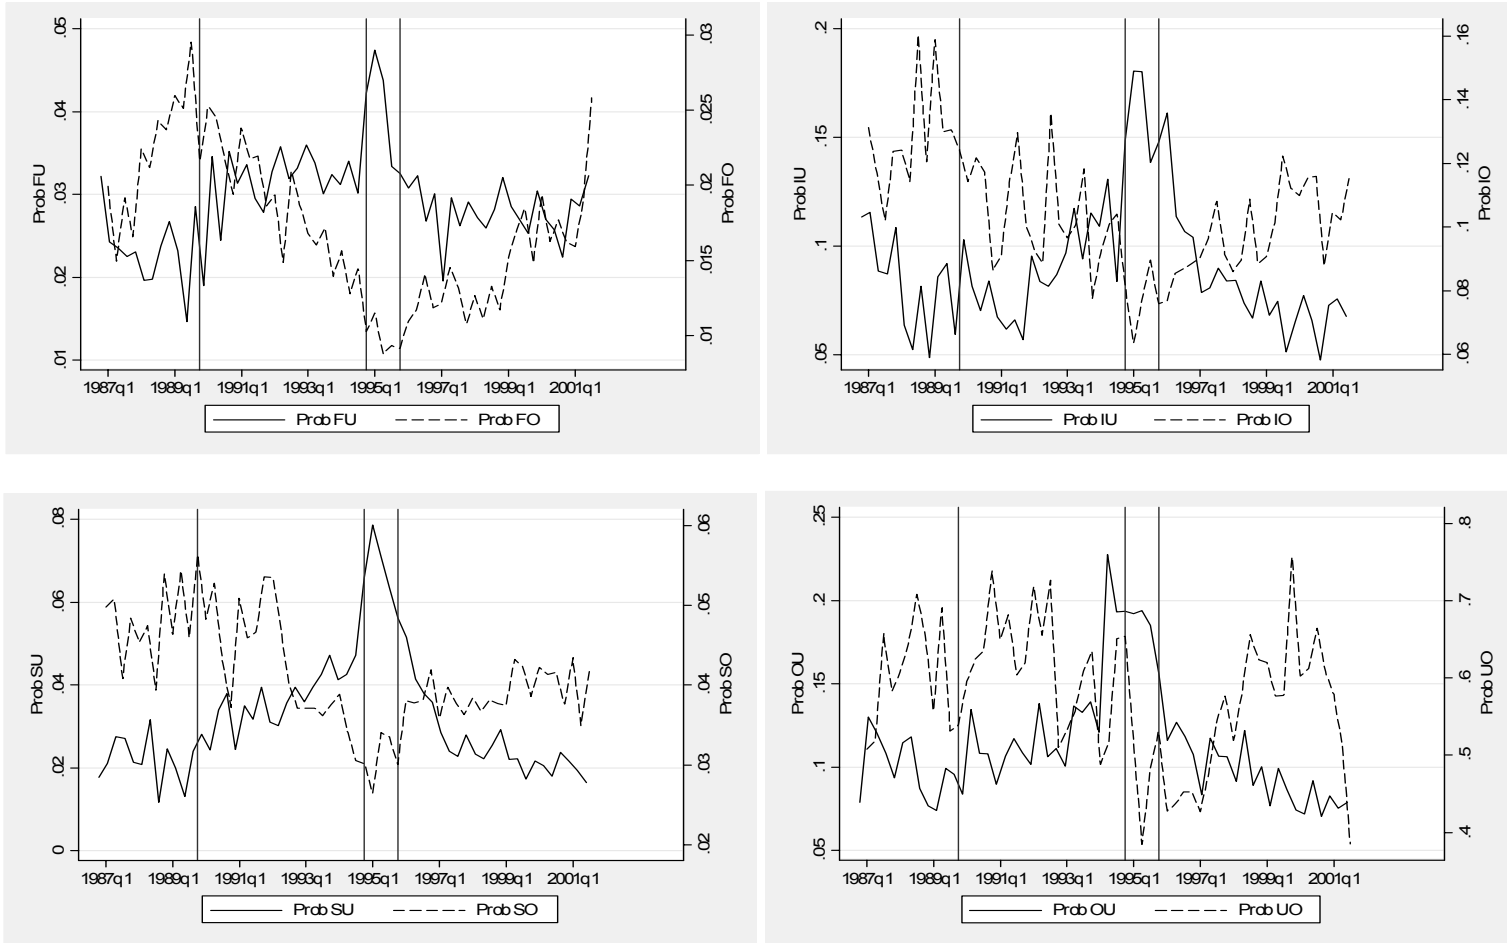 Prob FU
.01 .02 .03 .04 .05
Prob FO
.01 .015 .02 .025 .03
1987q1 1989q1 1991q1 1993q1 1995q1 1997q1 1999q1 2001q1
Prob FU Prob FO
Prob IU
.05 .1 .15 .2
Prob IO
.06 .08 .1 .12 .14 .16
1987q1 1989q1 1991q1 1993q1 1995q1 1997q1 1999q1 2001q1
Prob IU Prob IO
Prob SU
0 .02 .04 .06 .08
Prob SO
.02 .03 .04 .05 .06
1987q1 1989q1 1991q1 1993q1 1995q1 1997q1 1999q1 2001q1
Prob SU Prob SO
Prob OU
.05 .1 .15 .2 .25
Prob UO
.4 .5 .6 .7 .8
1987q1 1989q1 1991q1 1993q1 1995q1 1997q1 1999q1 2001q1
Prob OU Prob UO